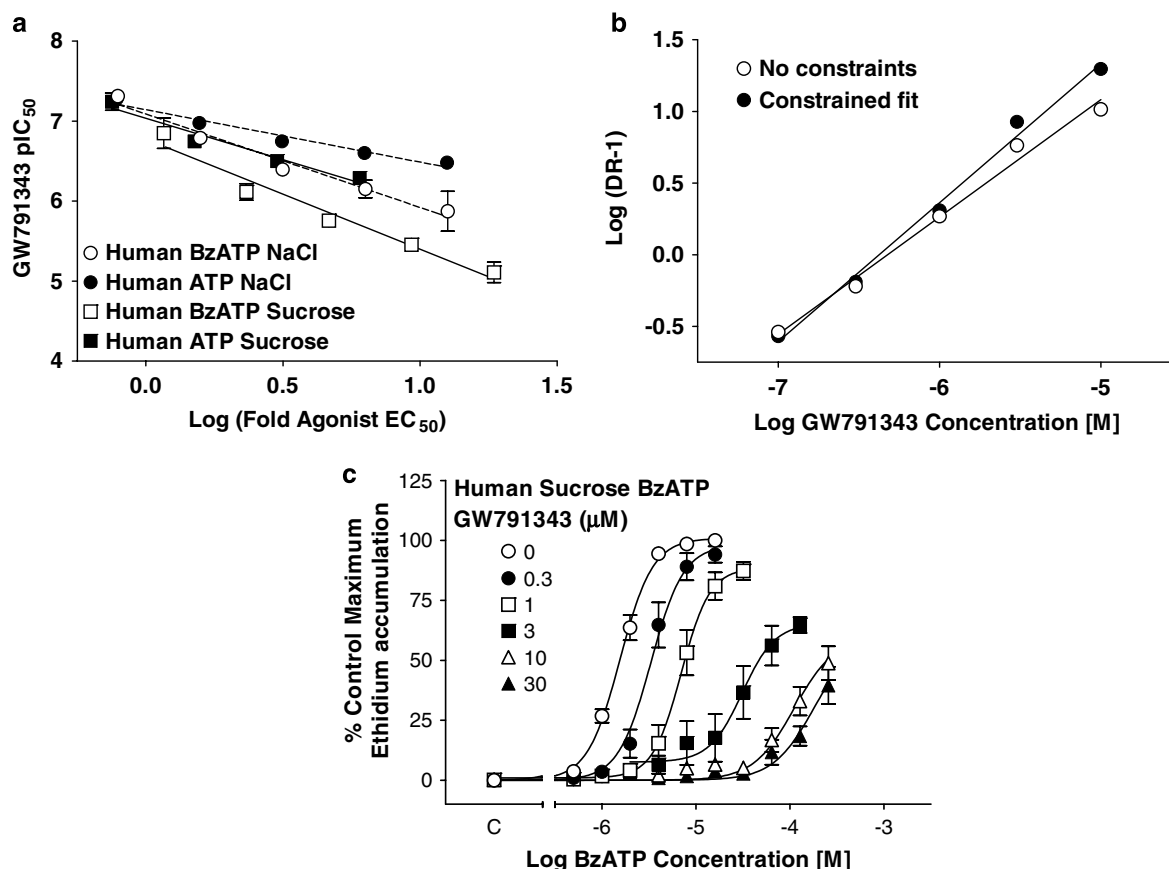 a
8
7
6
5
4
GW791343 pIC50
Human BzATP NaCl
Human ATP NaCl
Human BzATP Sucrose
Human ATP Sucrose
0.0 0.5 1.0 1.5
Log (Fold Agonist EC50)
b
1.5
1.0
0.5
0.0
-0.5
Log (DR-1)
No constraints
Constrained fit
-7 -6 -5
Log GW791343 Concentration [M]
c
125
100
75
50
25
0
% Control Maximum
Ethidium accumulation
Human Sucrose BzATP
GW791343 (μM)
0
0.3
1
3
10
30
C -6 -5 -4 -3
Log BzATP Concentration [M]